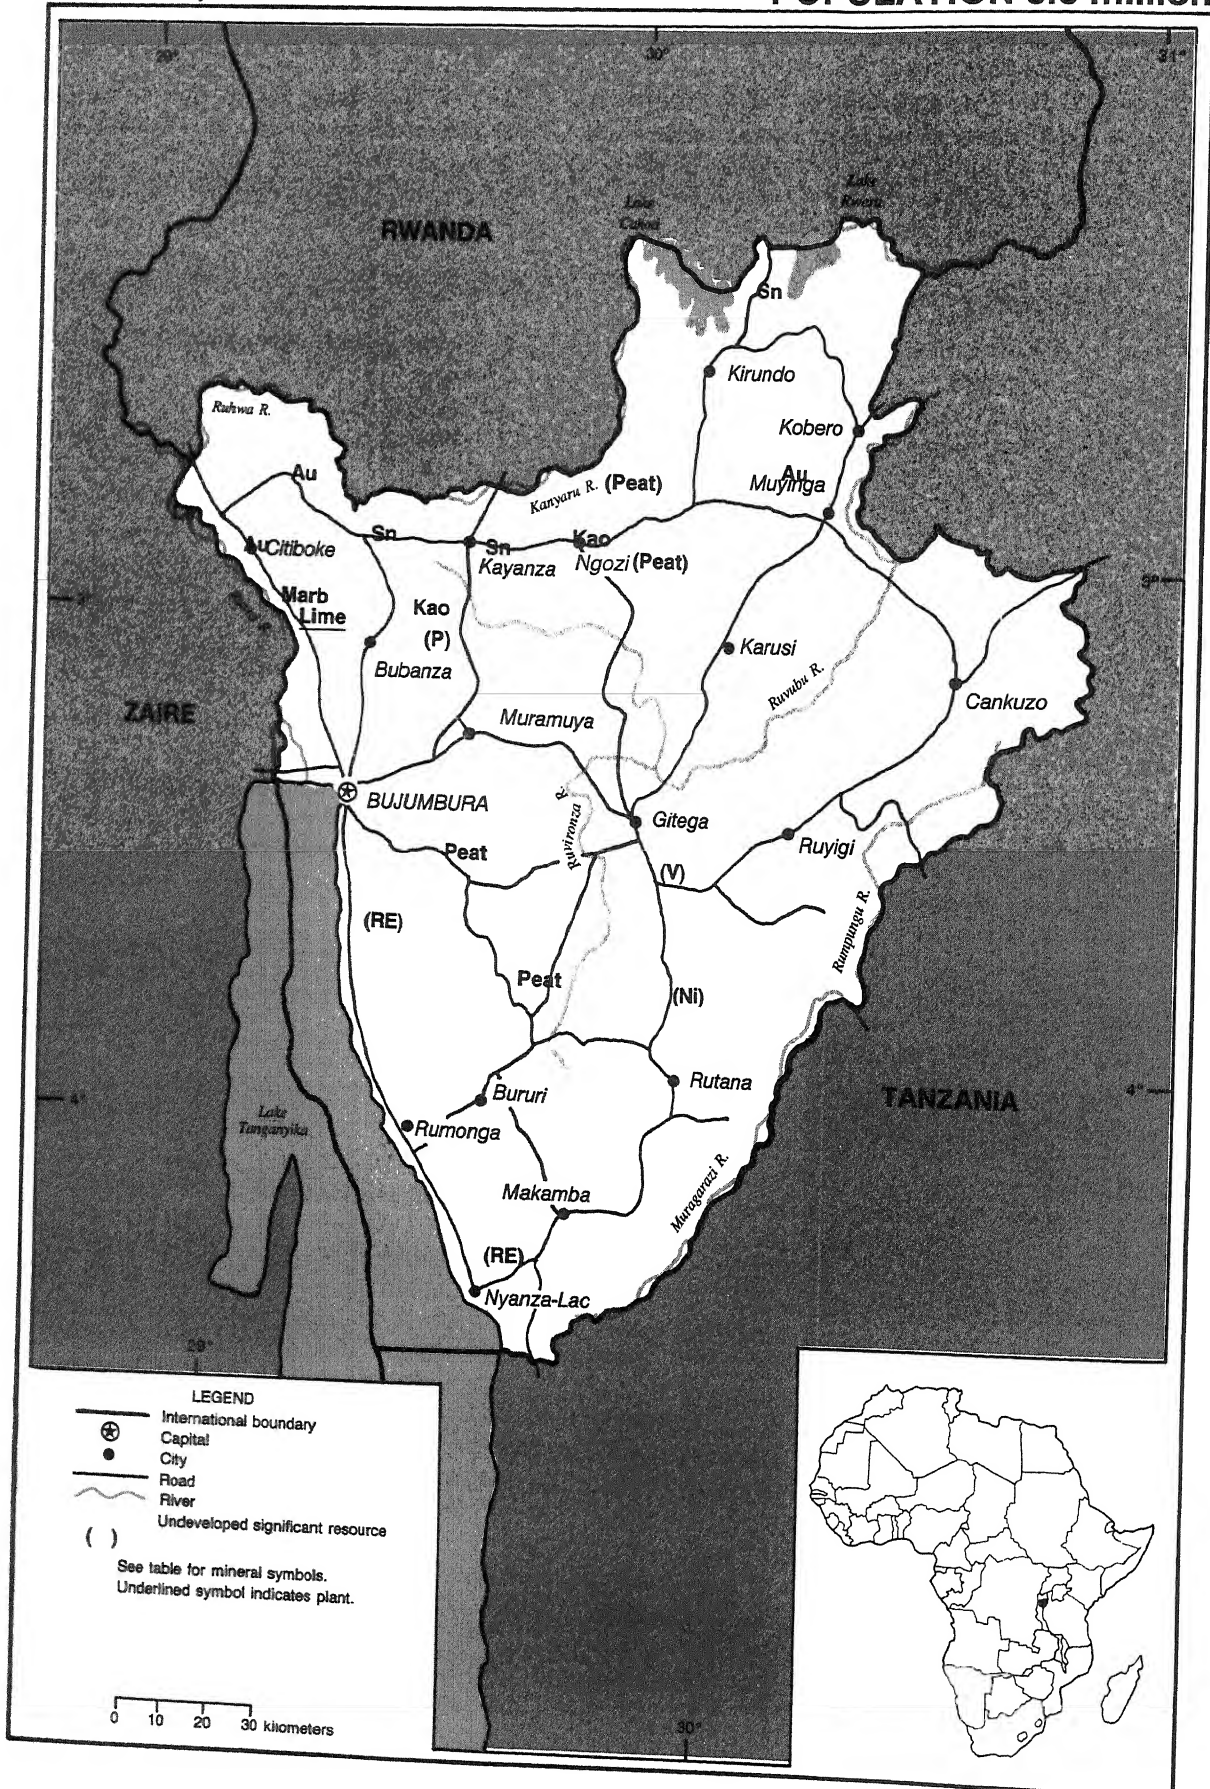 29°
30°
31°
Lake
Rweru
Lake
RWANDA
Sn
Kirundo
Ruhwa R.
Kobero
Au
Au
Muyinga
Kanyaru R. (Peat)
Sn
Sn
Kao
Au Citiboke
Kayanza
Ngozi (Peat)
3°
3°
Marb
Lime
Kao
(P)
Karusi
Bubanza
Ruvubu R.
Cankuzo
ZAIRE
Muramuya
BUJUMBURA
Ruvironza R.
Gitega
Ruyigi
Peat
(V)
(RE)
Rumpungu R.
Peat
(Ni)
Rutana
4°
4°
Bururi
TANZANIA
Lake
Tanganyika
Rumonga
Muragarazi R.
Makamba
(RE)
Nyanza-Lac
29°
LEGEND
International boundary
Capital
City
Road
River
( ) Undeveloped significant resource
See table for mineral symbols.
Underlined symbol indicates plant.
0 10 20 30 kilometers
30°